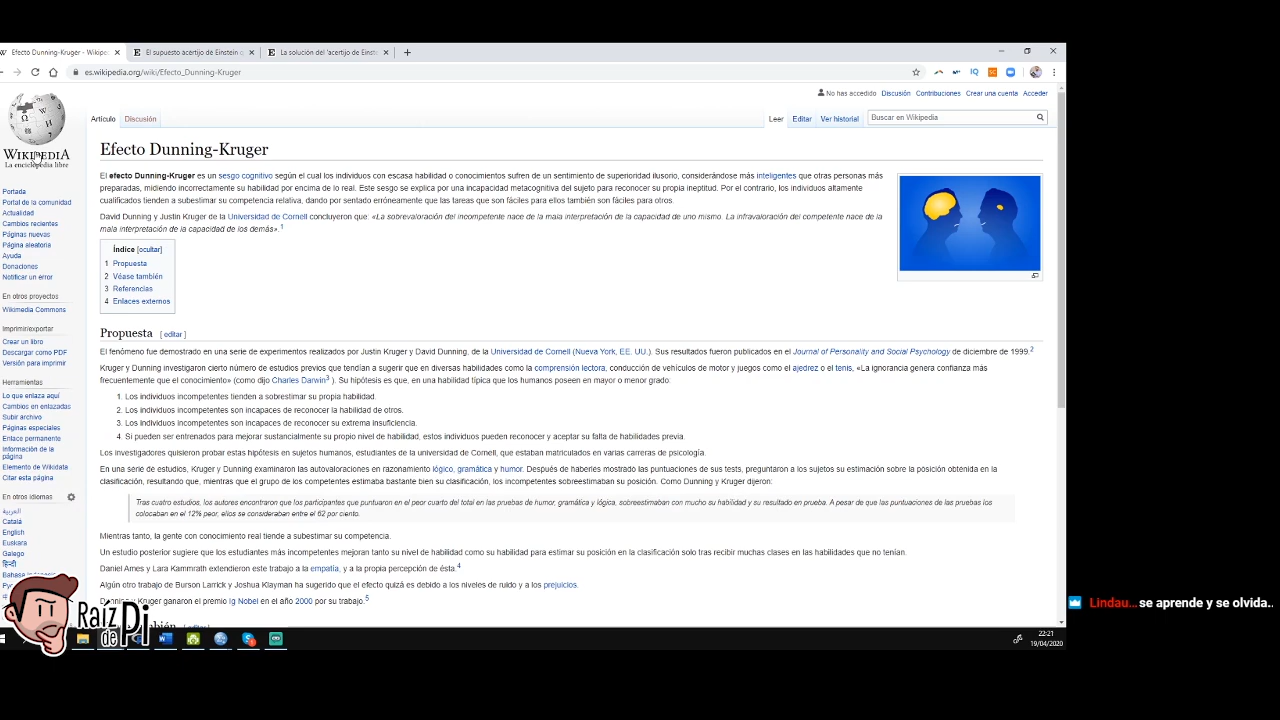 Efecto Dunning-Kruger - Wikiped
El supuesto acertijo de Einstein
La solución del 'acertijo de Einst
es.wikipedia.org/wiki/Efecto_Dunning-Kruger
No has accedido Discusión Contribuciones Crear una cuenta Acceder
Artículo Discusión Leer Editar Ver historial Buscar en Wikipedia
WIKIPEDIA
La enciclopedia libre
Portada
Portal de la comunidad
Actualidad
Cambios recientes
Páginas nuevas
Página aleatoria
Ayuda
Donaciones
Notificar un error
En otros proyectos
Wikimedia Commons
Imprimir/exportar
Crear un libro
Descargar como PDF
Versión para imprimir
Herramientas
Lo que enlaza aquí
Cambios en enlazadas
Subir archivo
Páginas especiales
Enlace permanente
Información de la
página
Elemento de Wikidata
Citar esta página
En otros idiomas
العربية
Català
English
Euskara
Galego
हिन्दी
Bahasa
Efecto Dunning-Kruger
El efecto Dunning-Kruger es un sesgo cognitivo según el cual los individuos con escasa habilidad o conocimientos sufren de un sentimiento de superioridad ilusorio, considerándose más inteligentes que otras personas más
preparadas, midiendo incorrectamente su habilidad por encima de lo real. Este sesgo se explica por una incapacidad metacognitiva del sujeto para reconocer su propia ineptitud. Por el contrario, los individuos altamente
cualificados tienden a subestimar su competencia relativa, dando por sentado erróneamente que las tareas que son fáciles para ellos también son fáciles para otros.
David Dunning y Justin Kruger de la Universidad de Cornell concluyeron que: «La sobrevaloración del incompetente nace de la mala interpretación de la capacidad de uno mismo. La infravaloración del competente nace de la
mala interpretación de la capacidad de los demás».1
Índice [ocultar]
1 Propuesta
2 Véase también
3 Referencias
4 Enlaces externos
Propuesta [ editar ]
El fenómeno fue demostrado en una serie de experimentos realizados por Justin Kruger y David Dunning, de la Universidad de Cornell (Nueva York, EE. UU.). Sus resultados fueron publicados en el Journal of Personality and Social Psychology de diciembre de 1999.2
Kruger y Dunning investigaron cierto número de estudios previos que tendían a sugerir que en diversas habilidades como la comprensión lectora, conducción de vehículos de motor y juegos como el ajedrez o el tenis, «La ignorancia genera confianza más
frecuentemente que el conocimiento» (como dijo Charles Darwin3 ). Su hipótesis es que, en una habilidad típica que los humanos poseen en mayor o menor grado.
1. Los individuos incompetentes tienden a sobrestimar su propia habilidad.
2. Los individuos incompetentes son incapaces de reconocer la habilidad de otros.
3. Los individuos incompetentes son incapaces de reconocer su extrema insuficiencia.
4. Si pueden ser entrenados para mejorar sustancialmente su propio nivel de habilidad, estos individuos pueden reconocer y aceptar su falta de habilidades previa.
Los investigadores quisieron probar estas hipótesis en sujetos humanos, estudiantes de la universidad de Cornell, que estaban matriculados en varias carreras de psicología.
En una serie de estudios, Kruger y Dunning examinaron las autovaloraciones en razonamiento lógico, gramática y humor. Después de haberles mostrado las puntuaciones de sus tests, preguntaron a los sujetos su estimación sobre la posición obtenida en la
clasificación, resultando que, mientras que el grupo de los competentes estimaba bastante bien su clasificación, los incompetentes sobreestimaban su posición. Como Dunning y Kruger dijeron:
Tras cuatro estudios, los autores encontraron que los participantes que puntuaron en el peor cuarto del total en las pruebas de humor, gramática y lógica, sobreestimaban con mucho su habilidad y su resultado en prueba. A pesar de que las puntuaciones de las pruebas los
colocaban en el 12% peor, ellos se consideraban entre el 62 por ciento.
Mientras tanto, la gente con conocimiento real tiende a subestimar su competencia.
Un estudio posterior sugiere que los estudiantes más incompetentes mejoran tanto su nivel de habilidad como su habilidad para estimar su posición en la clasificación solo tras recibir muchas clases en las habilidades que no tenían.
Daniel Ames y Lara Kammrath extendieron este trabajo a la empatía, y a la propia percepción de ésta.4
Algún otro trabajo de Burson Larrick y Joshua Klayman ha sugerido que el efecto quizá es debido a los niveles de ruido y a los prejuicios.
Kruger ganaron el premio Ig Nobel en el año 2000 por su trabajo.5
Raíz de Pi
Lindau... se aprende y se olvida..
22:21
19/04/2020